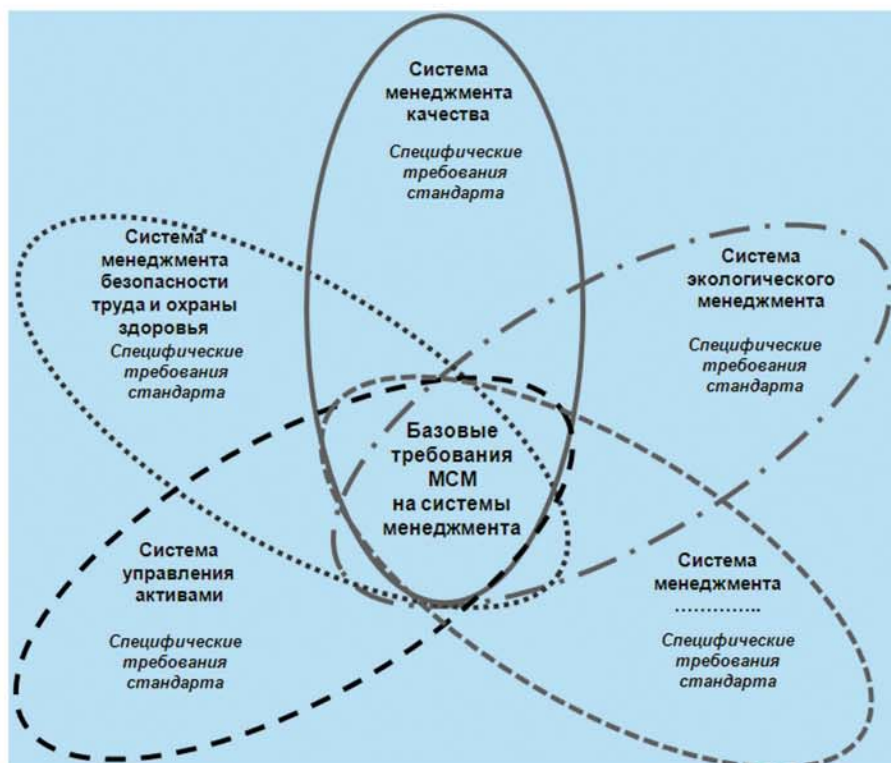 Система
менеджмента
качества
Специфические
требования
стандарта
Система
менеджмента
безопасности
труда и охраны
здоровья
Специфические
требования
стандарта
Система
экологического
менеджмента
Специфические
требования
стандарта
Базовые
требования
МСМ
на системы
менеджмента
Система
управления
активами
Специфические
требования
стандарта
Система
менеджмента
..............
Специфические
требования
стандарта